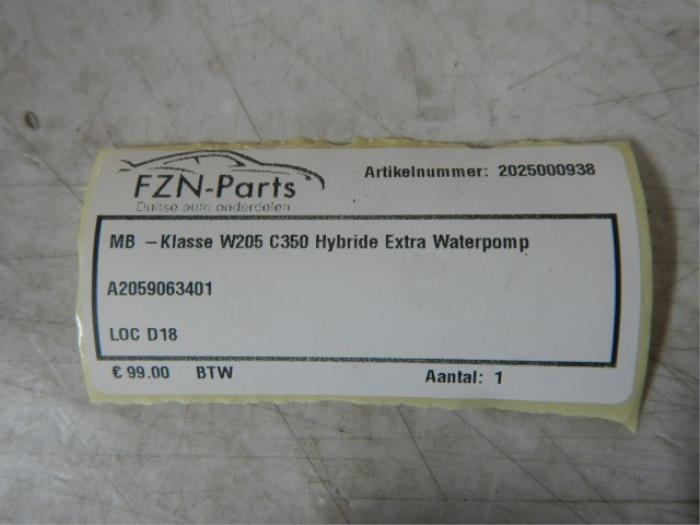 FZN-Parts
Artikelnummer: 2025000938
Duitse auto onderdelen
MB -Klasse W205 C350 Hybride Extra Waterpomp
A2059063401
LOC D18
€ 99.00 BTW
Aantal: 1